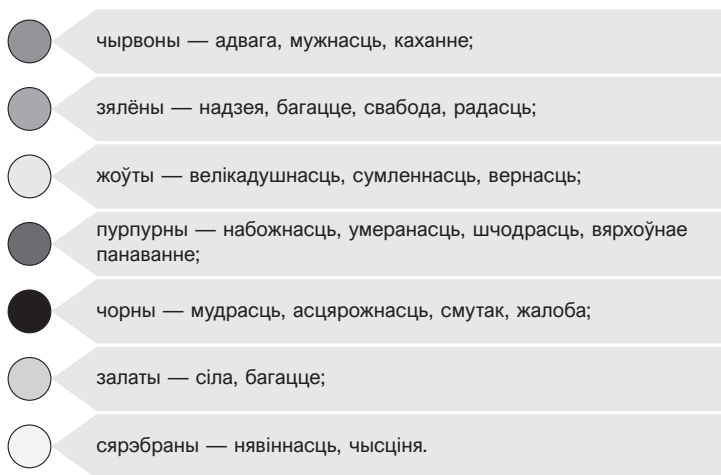 чырвоны — адвага, мужнасць, каханне;
зялёны — надзея, багацце, свабода, радасць;
жоўты — велікадушнасць, сумленнасць, вернасць;
пурпурны — набожнасць, умеранасць, шчодрасць, вярхоўнае
панаванне;
чорны — мудрасць, асцярожнасць, смутак, жалоба;
залаты — сіла, багацце;
сярэбраны — нявіннасць, чысціня.